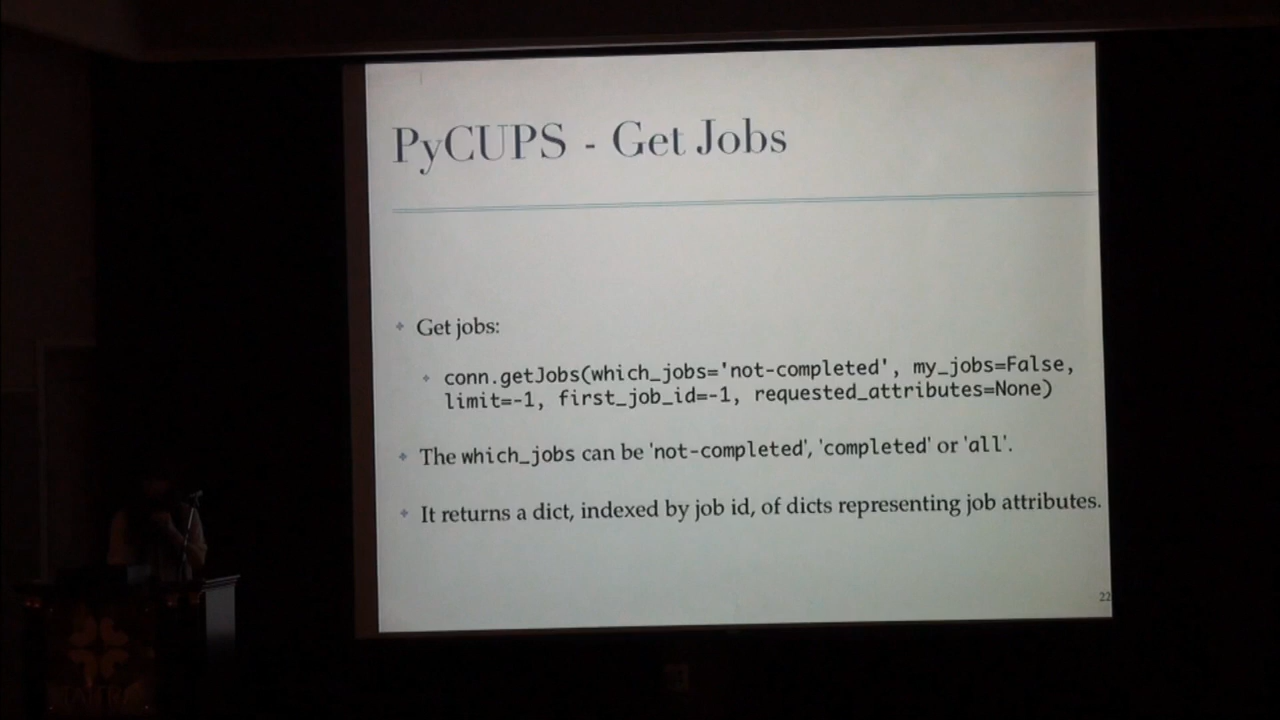 PyCUPS - Get Jobs
Get jobs:
conn.getJobs(which_jobs='not-completed', my_jobs=False,
limit=-1, first_job_id=-1, requested_attributes=None)
The which_jobs can be 'not-completed', 'completed' or 'all'.
It returns a dict, indexed by job id, of dicts representing job attributes.
22